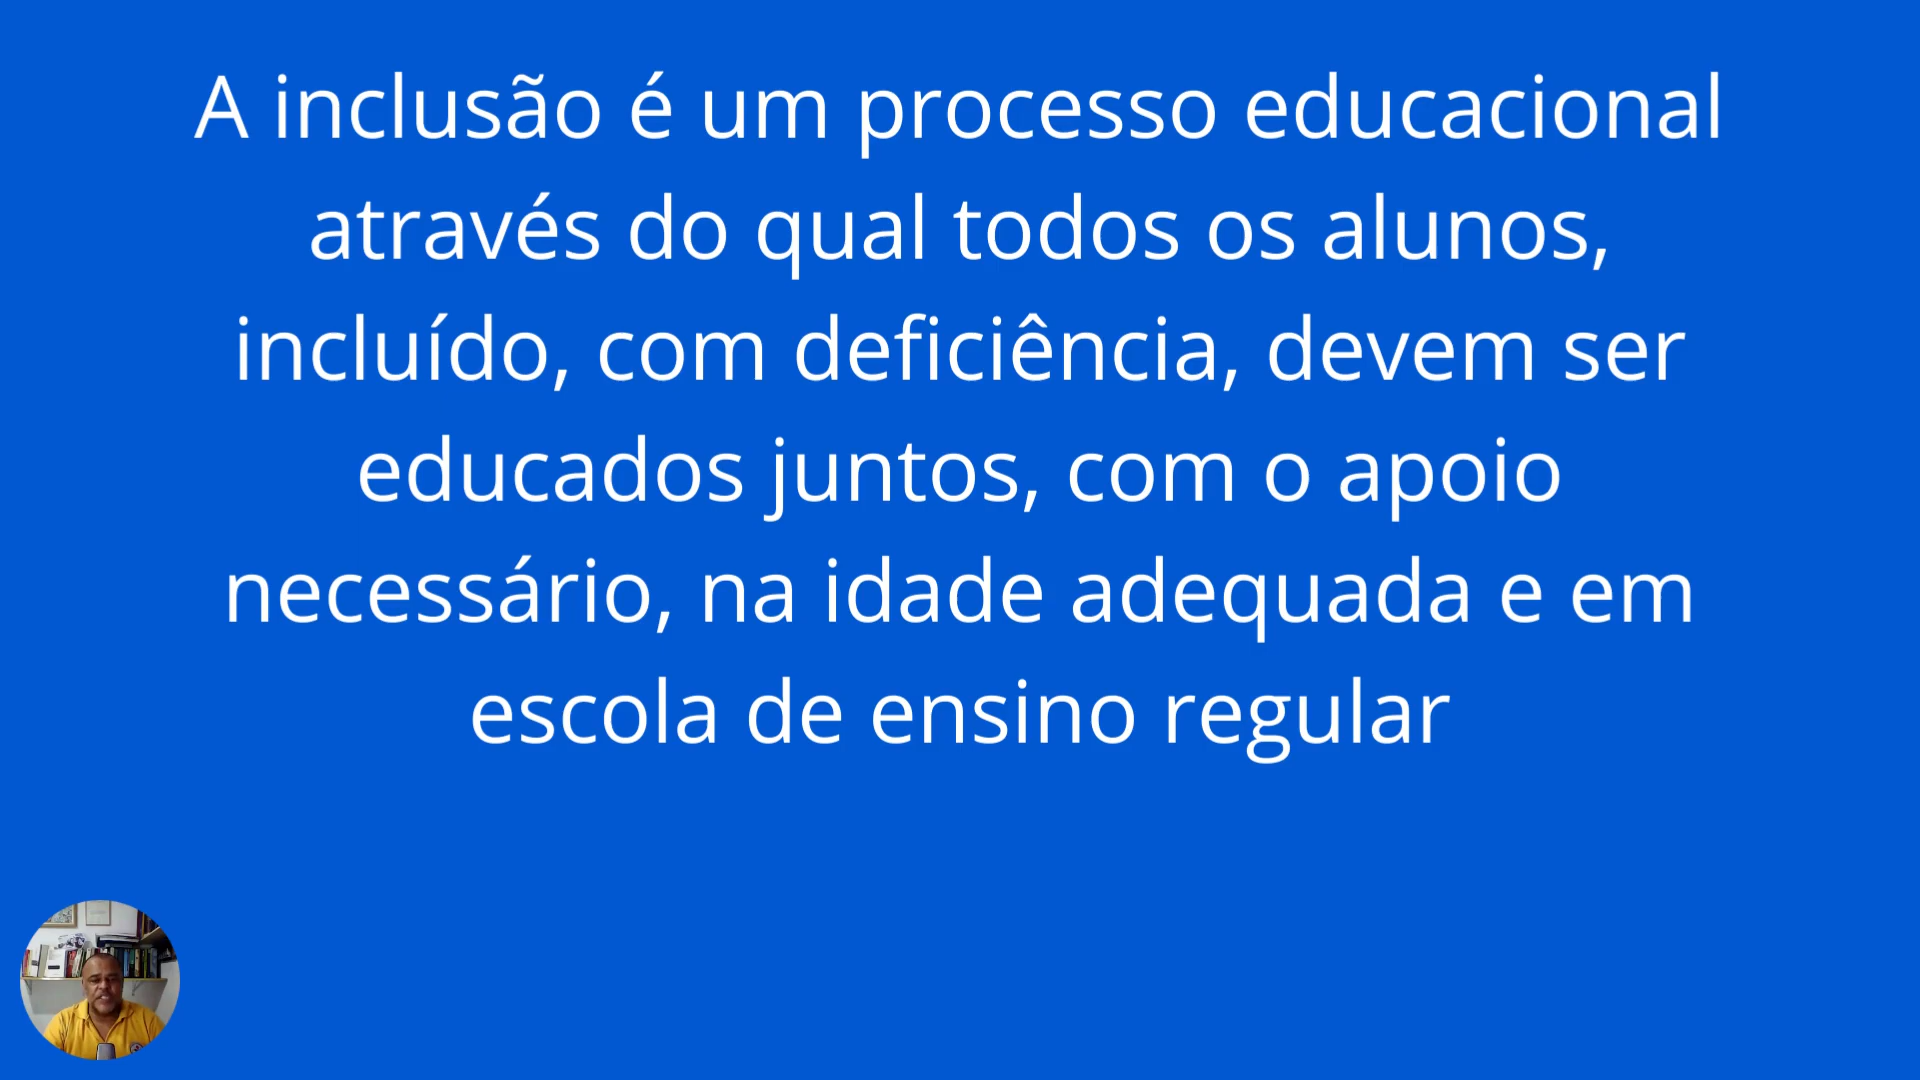 A inclusão é um processo educacional
através do qual todos os alunos,
incluído, com deficiência, devem ser
educados juntos, com o apoio
necessário, na idade adequada e em
escola de ensino regular